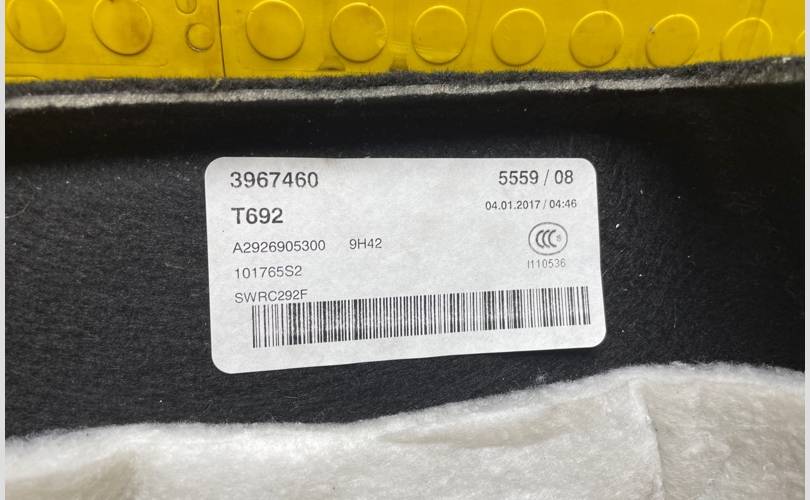 3967460 5559 / 08
T692 04.01.2017 / 04:46
A2926905300 9H42
101765S2
I110536
SWRC292F